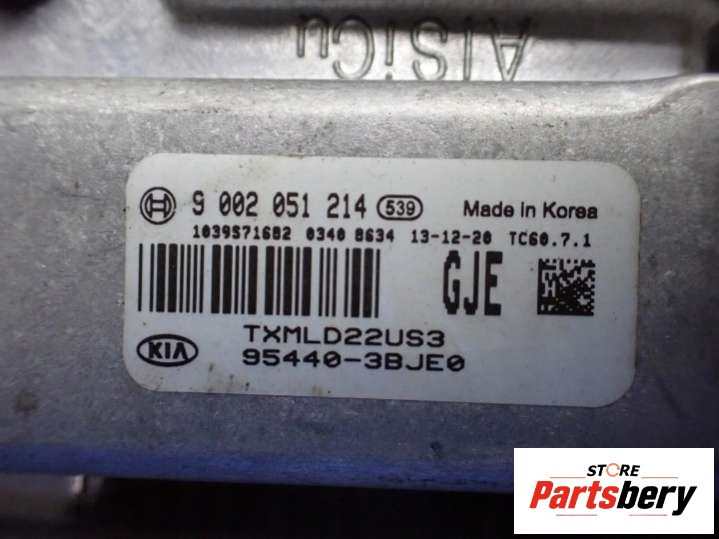 AlSiCu
9 002 051 214 539 Made in Korea
1039S71682 0340 8634 13-12-20 TC60.7.1
GJE
TXMLD22US3
KIA 95440-3BJE0
STORE
Partsbery